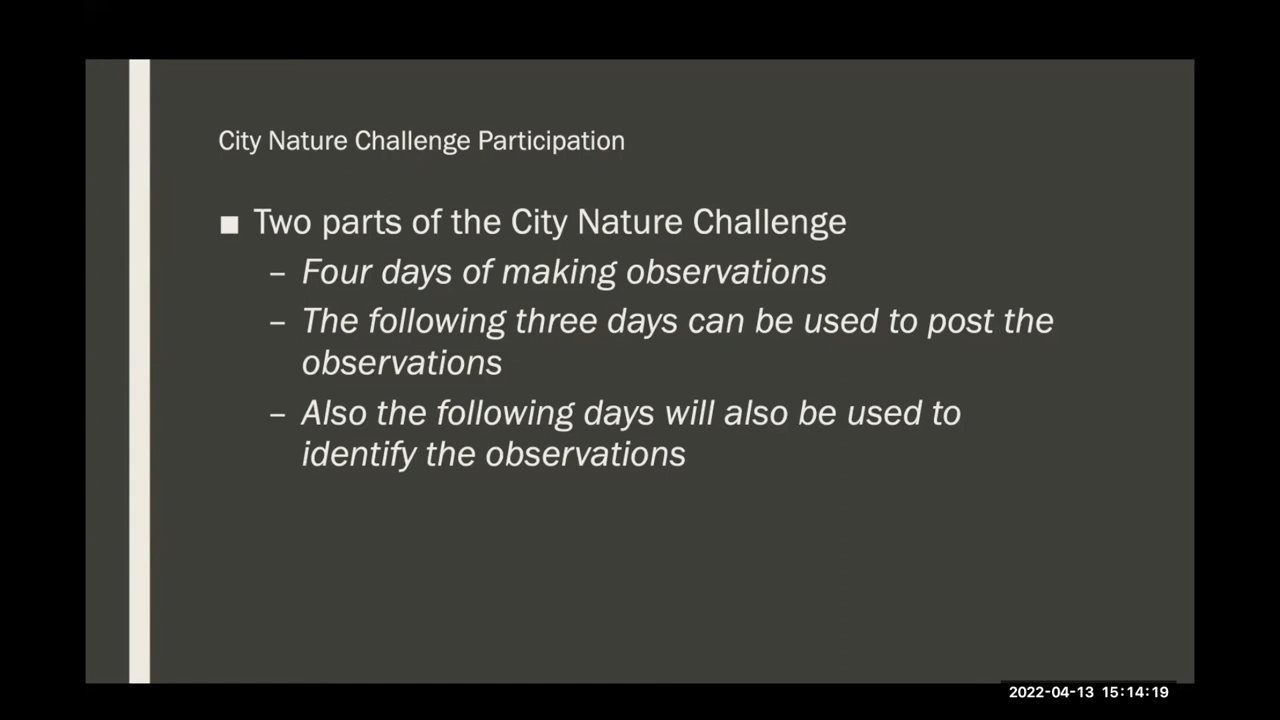 City Nature Challenge Participation
■ Two parts of the City Nature Challenge
– Four days of making observations
– The following three days can be used to post the
observations
– Also the following days will also be used to
identify the observations
2022-04-13 15:14:19